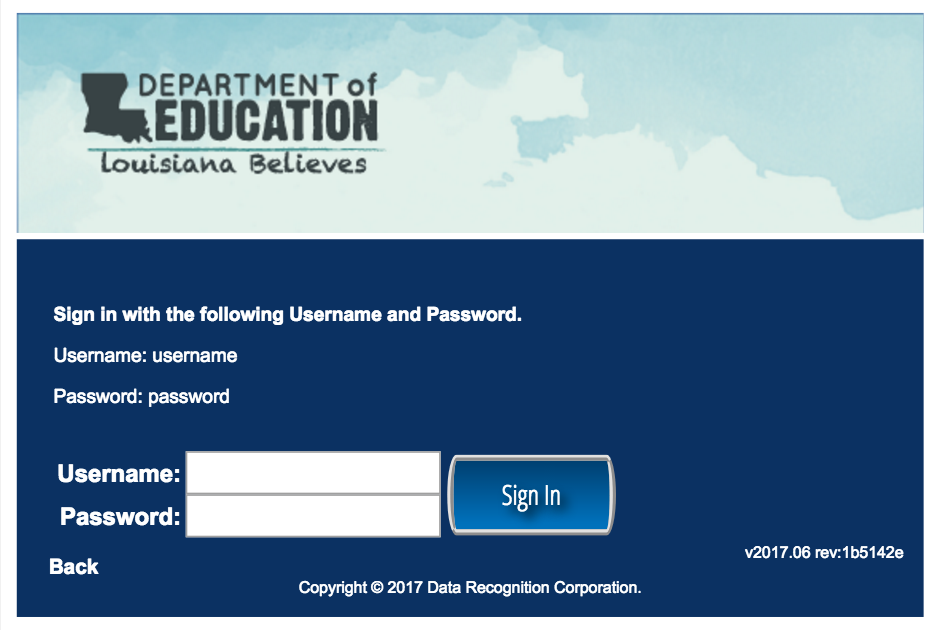 DEPARTMENT of
EDUCATION
Louisiana Believes
Sign in with the following Username and Password.
Username: username
Password: password
Username:
Password:
Sign In
Back
v2017.06 rev:1b5142e
Copyright © 2017 Data Recognition Corporation.